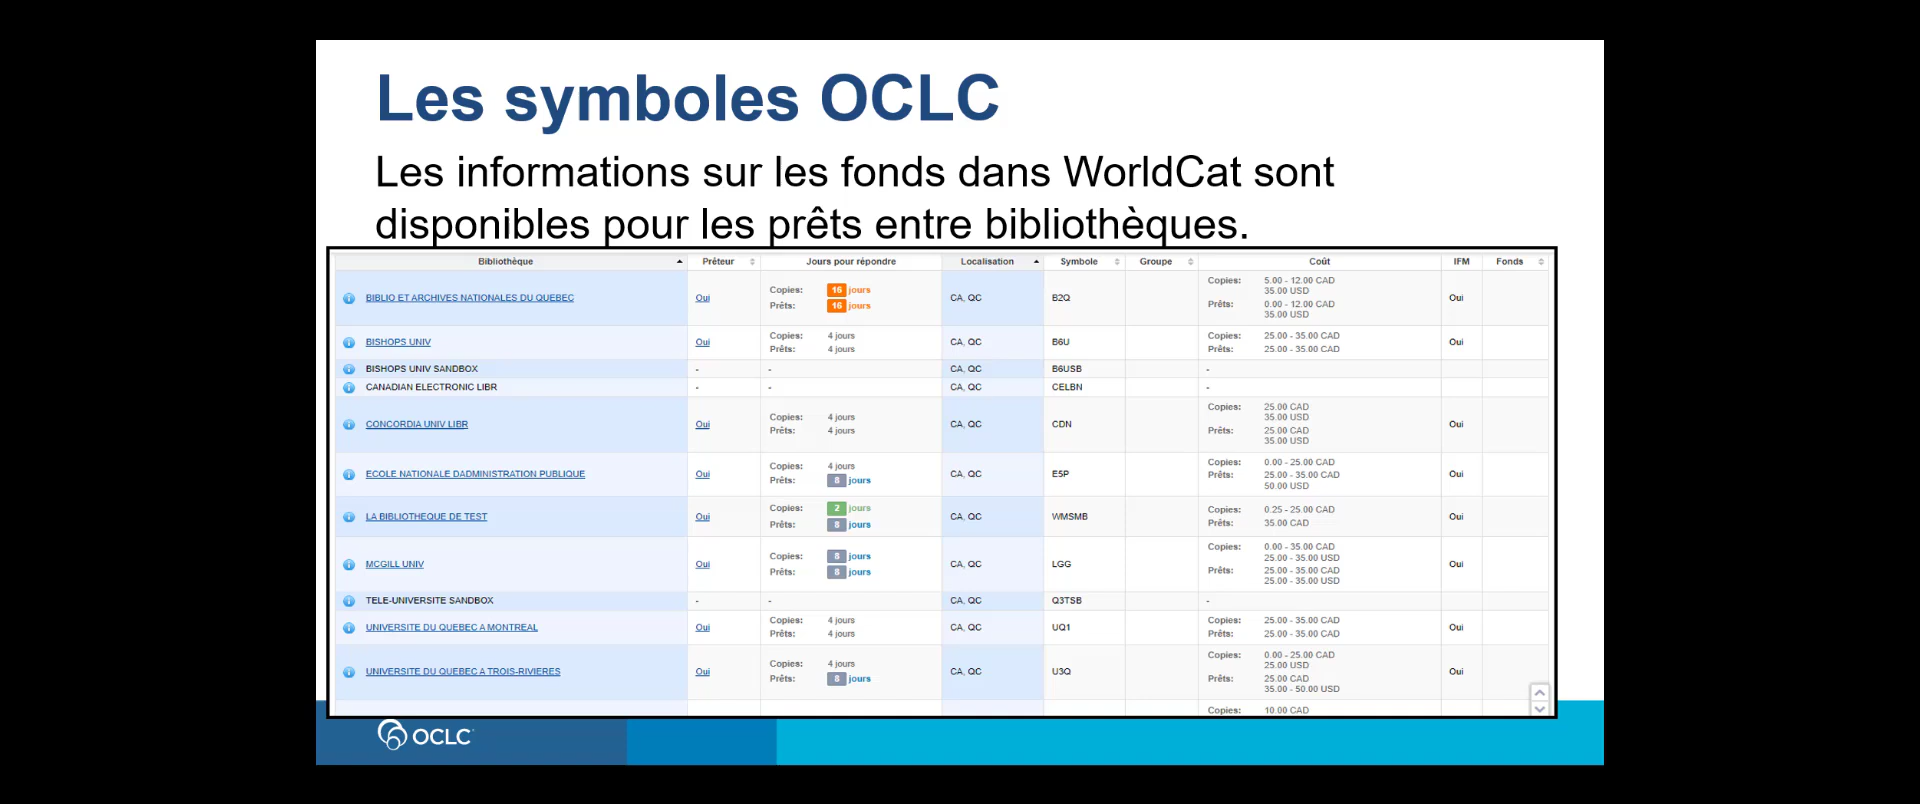 Les symboles OCLC
Les informations sur les fonds dans WorldCat sont
disponibles pour les prêts entre bibliothèques.
Bibliothèque Prêteur Jours pour répondre Localisation Symbole Groupe Coût IFM Fonds
BIBLIO ET ARCHIVES NATIONALES DU QUEBEC Oui Copies: 16 jours Prêts: 16 jours CA, QC B2Q Copies: 5.00 - 12.00 CAD 35.00 USD Prêts: 0.00 - 12.00 CAD 35.00 USD Oui
BISHOPS UNIV Oui Copies: 4 jours Prêts: 4 jours CA, QC B6U Copies: 25.00 - 35.00 CAD Prêts: 25.00 - 35.00 CAD Oui
BISHOPS UNIV SANDBOX - - CA, QC B6USB -
CANADIAN ELECTRONIC LIBR - - CA, QC CELBN -
CONCORDIA UNIV LIBR Oui Copies: 4 jours Prêts: 4 jours CA, QC CDN Copies: 25.00 CAD 35.00 USD Prêts: 25.00 CAD 35.00 USD Oui
ECOLE NATIONALE DADMINISTRATION PUBLIQUE Oui Copies: 4 jours Prêts: 8 jours CA, QC E5P Copies: 0.00 - 25.00 CAD Prêts: 25.00 - 35.00 CAD 50.00 USD Oui
LA BIBLIOTHEQUE DE TEST Oui Copies: 2 jours Prêts: 8 jours CA, QC WMSMB Copies: 0.25 - 25.00 CAD Prêts: 35.00 CAD Oui
MCGILL UNIV Oui Copies: 8 jours Prêts: 8 jours CA, QC LGG Copies: 0.00 - 35.00 CAD 25.00 - 35.00 USD Prêts: 25.00 - 35.00 CAD 25.00 - 35.00 USD Oui
TELE-UNIVERSITE SANDBOX - - CA, QC Q3TSB -
UNIVERSITE DU QUEBEC A MONTREAL Oui Copies: 4 jours Prêts: 4 jours CA, QC UQ1 Copies: 25.00 - 35.00 CAD Prêts: 25.00 - 35.00 CAD Oui
UNIVERSITE DU QUEBEC A TROIS-RIVIERES Oui Copies: 4 jours Prêts: 8 jours CA, QC U3Q Copies: 0.00 - 25.00 CAD 25.00 USD Prêts: 25.00 CAD 35.00 - 50.00 USD Oui
Copies: 10.00 CAD
OCLC